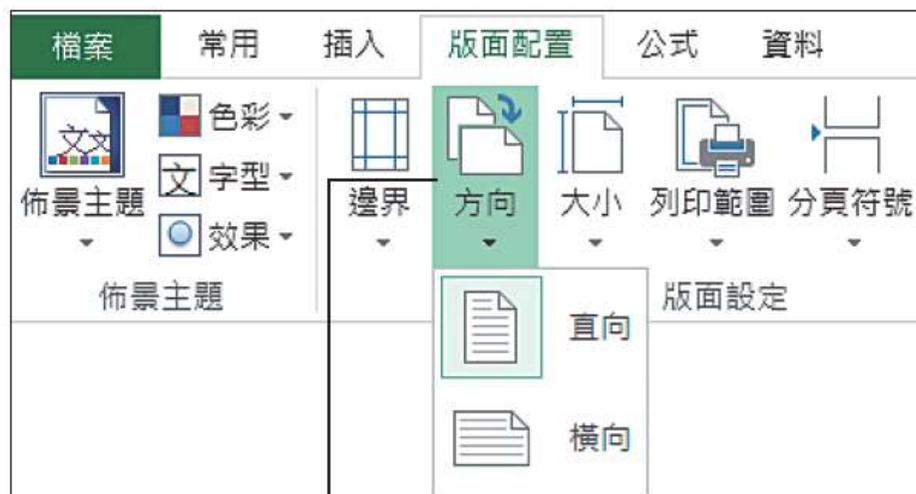 檔案 常用 插入 版面配置 公式 資料
佈景主題
色彩
文字型
效果
邊界
方向
大小
列印範圍
分頁符號
佈景主題
版面設定
直向
橫向